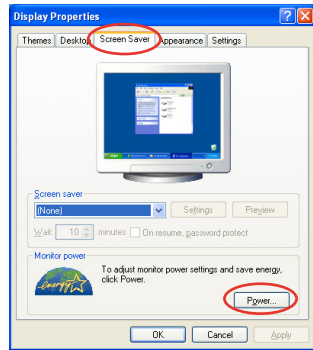 Display Properties
Themes Desktop Screen Saver Appearance Settings
Screen saver
(None) Settings Preview
Wait: 10 minutes On resume, password protect
Monitor power
To adjust monitor power settings and save energy,
click Power.
energy
Power...
OK Cancel Apply